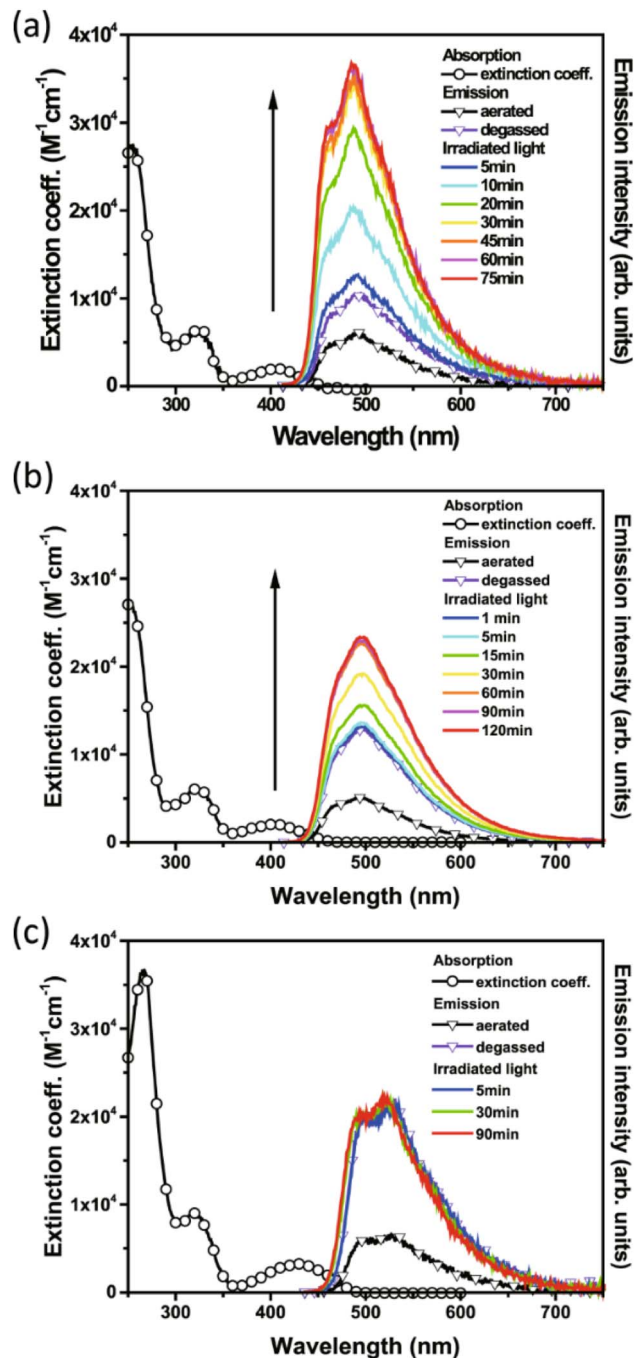 (a)
4x10⁴
3x10⁴
2x10⁴
1x10⁴
0
Extinction coeff. (M⁻¹cm⁻¹)
Absorption
extinction coeff.
Emission
aerated
degassed
Irradiated light
5min
10min
20min
30min
45min
60min
75min
Emission intensity (arb. units)
300 400 500 600 700
Wavelength (nm)
(b)
4x10⁴
3x10⁴
2x10⁴
1x10⁴
0
Extinction coeff. (M⁻¹cm⁻¹)
Absorption
extinction coeff.
Emission
aerated
degassed
Irradiated light
1 min
5min
15min
30min
60min
90min
120min
Emission intensity (arb. units)
300 400 500 600 700
Wavelength (nm)
(c)
4x10⁴
3x10⁴
2x10⁴
1x10⁴
0
Extinction coeff. (M⁻¹cm⁻¹)
Absorption
extinction coeff.
Emission
aerated
degassed
Irradiated light
5min
30min
90min
Emission intensity (arb. units)
300 400 500 600 700
Wavelength (nm)